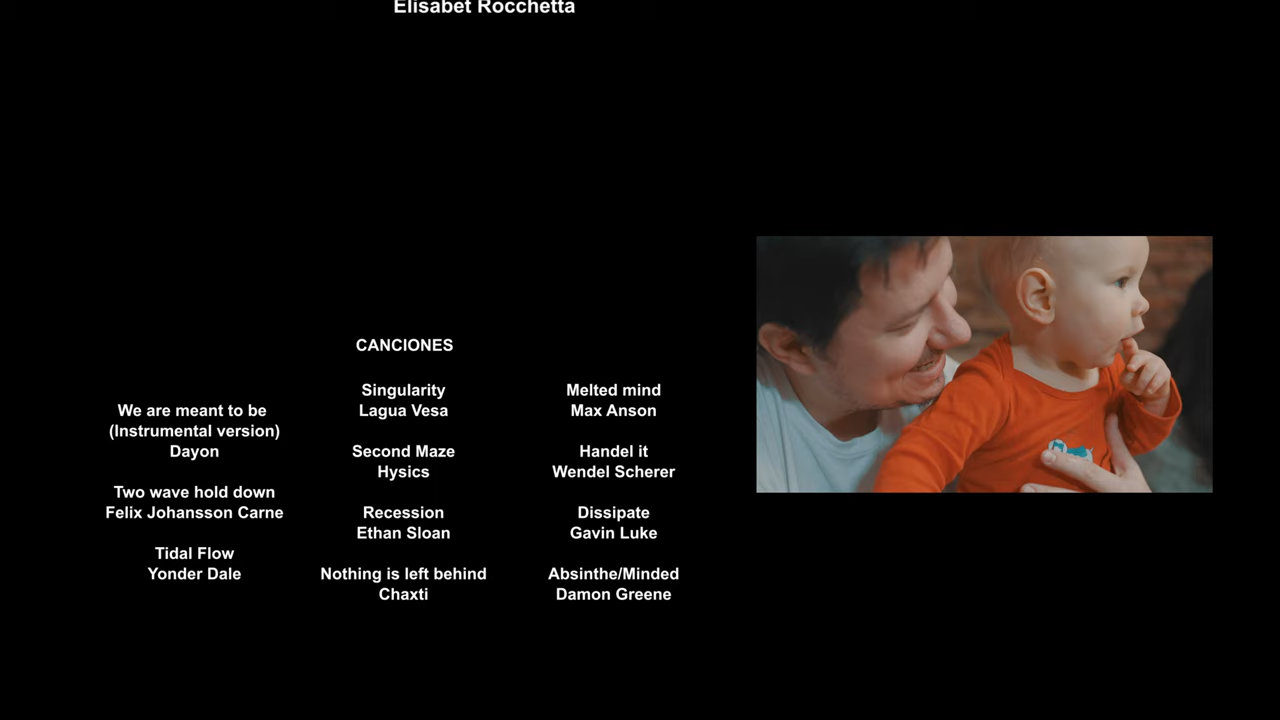 Elisabet Rocchetta
CANCIONES
We are meant to be
(Instrumental version)
Dayon
Two wave hold down
Felix Johansson Carne
Tidal Flow
Yonder Dale
Singularity
Lagua Vesa
Second Maze
Hysics
Recession
Ethan Sloan
Nothing is left behind
Chaxti
Melted mind
Max Anson
Handel it
Wendel Scherer
Dissipate
Gavin Luke
Absinthe/Minded
Damon Greene